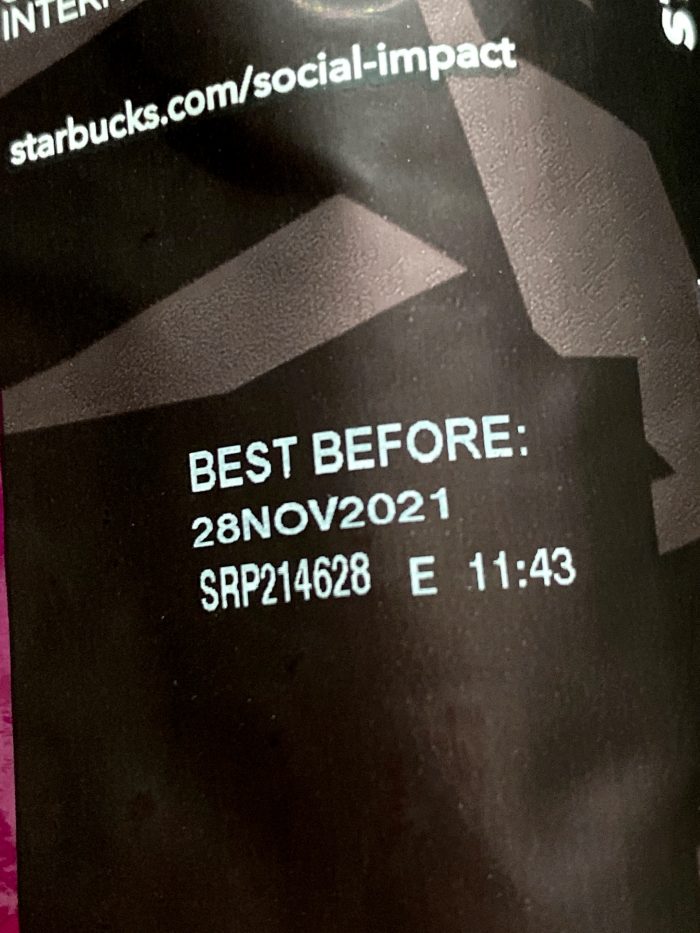 starbucks.com/social-impact
BEST BEFORE:
28NOV2021
SRP214628 E 11:43